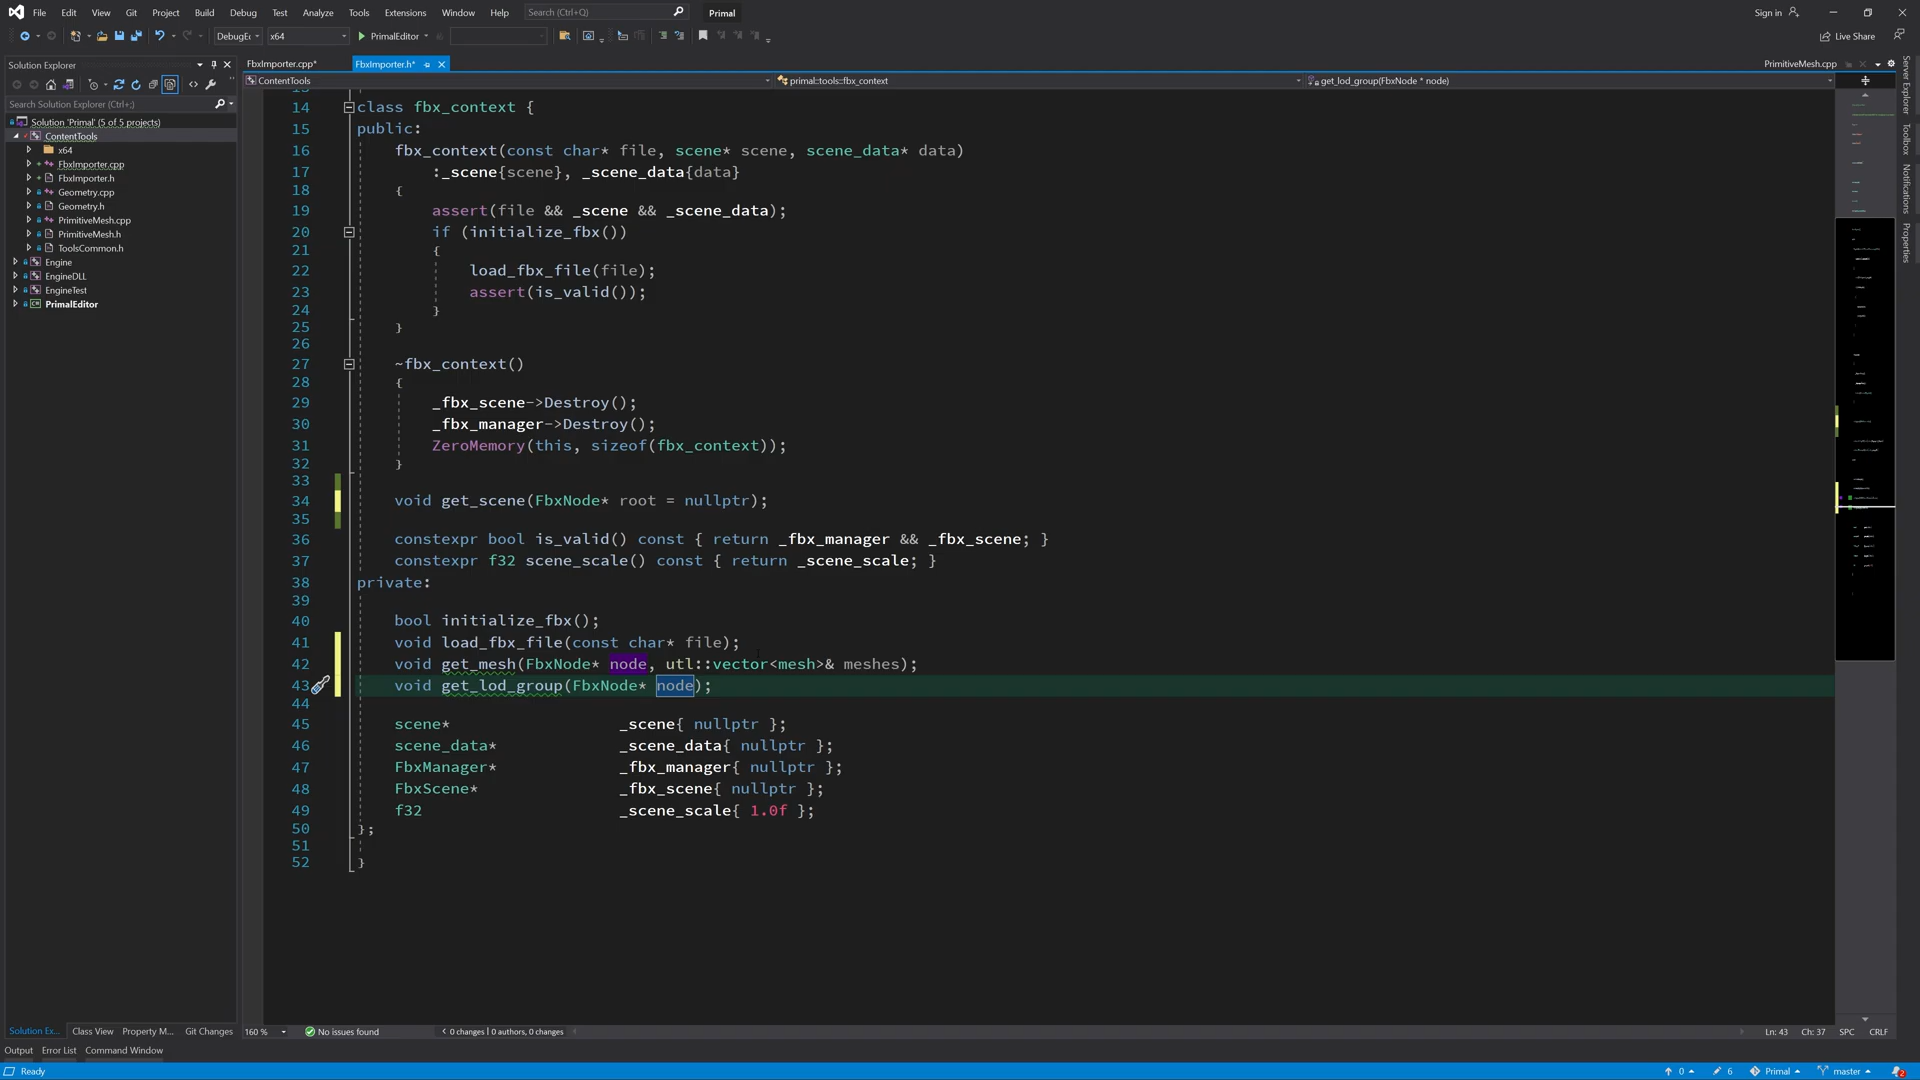 File Edit View Git Project Build Debug Test Analyze Tools Extensions Window Help Search (Ctrl+Q) Primal Sign in
DebugEc x64 PrimalEditor Live Share
Solution Explorer FbxImporter.cpp* FbxImporter.h* PrimitiveMesh.cpp
ContentTools primal::tools::fbx_context get_lod_group(FbxNode * node)
Search Solution Explorer (Ctrl+;)
Solution 'Primal' (5 of 5 projects)
ContentTools
x64
FbxImporter.cpp
FbxImporter.h
Geometry.cpp
Geometry.h
PrimitiveMesh.cpp
PrimitiveMesh.h
ToolsCommon.h
Engine
EngineDLL
EngineTest
PrimalEditor
14 class fbx_context {
15 public:
16 fbx_context(const char* file, scene* scene, scene_data* data)
17 :_scene{scene}, _scene_data{data}
18 {
19 assert(file && _scene && _scene_data);
20 if (initialize_fbx())
21 {
22 load_fbx_file(file);
23 assert(is_valid());
24 }
25 }
26
27 ~fbx_context()
28 {
29 _fbx_scene->Destroy();
30 _fbx_manager->Destroy();
31 ZeroMemory(this, sizeof(fbx_context));
32 }
33
34 void get_scene(FbxNode* root = nullptr);
35
36 constexpr bool is_valid() const { return _fbx_manager && _fbx_scene; }
37 constexpr f32 scene_scale() const { return _scene_scale; }
38 private:
39
40 bool initialize_fbx();
41 void load_fbx_file(const char* file);
42 void get_mesh(FbxNode* node, utl::vector<mesh>& meshes);
43 void get_lod_group(FbxNode* node);
44
45 scene* _scene{ nullptr };
46 scene_data* _scene_data{ nullptr };
47 FbxManager* _fbx_manager{ nullptr };
48 FbxScene* _fbx_scene{ nullptr };
49 f32 _scene_scale{ 1.0f };
50 };
51
52 }
Server Explorer
Toolbox
Notifications
Properties
Solution Ex... Class View Property M... Git Changes 160 % No issues found 0 changes | 0 authors, 0 changes Ln: 43 Ch: 37 SPC CRLF
Output Error List Command Window
Ready 0 6 Primal master 2